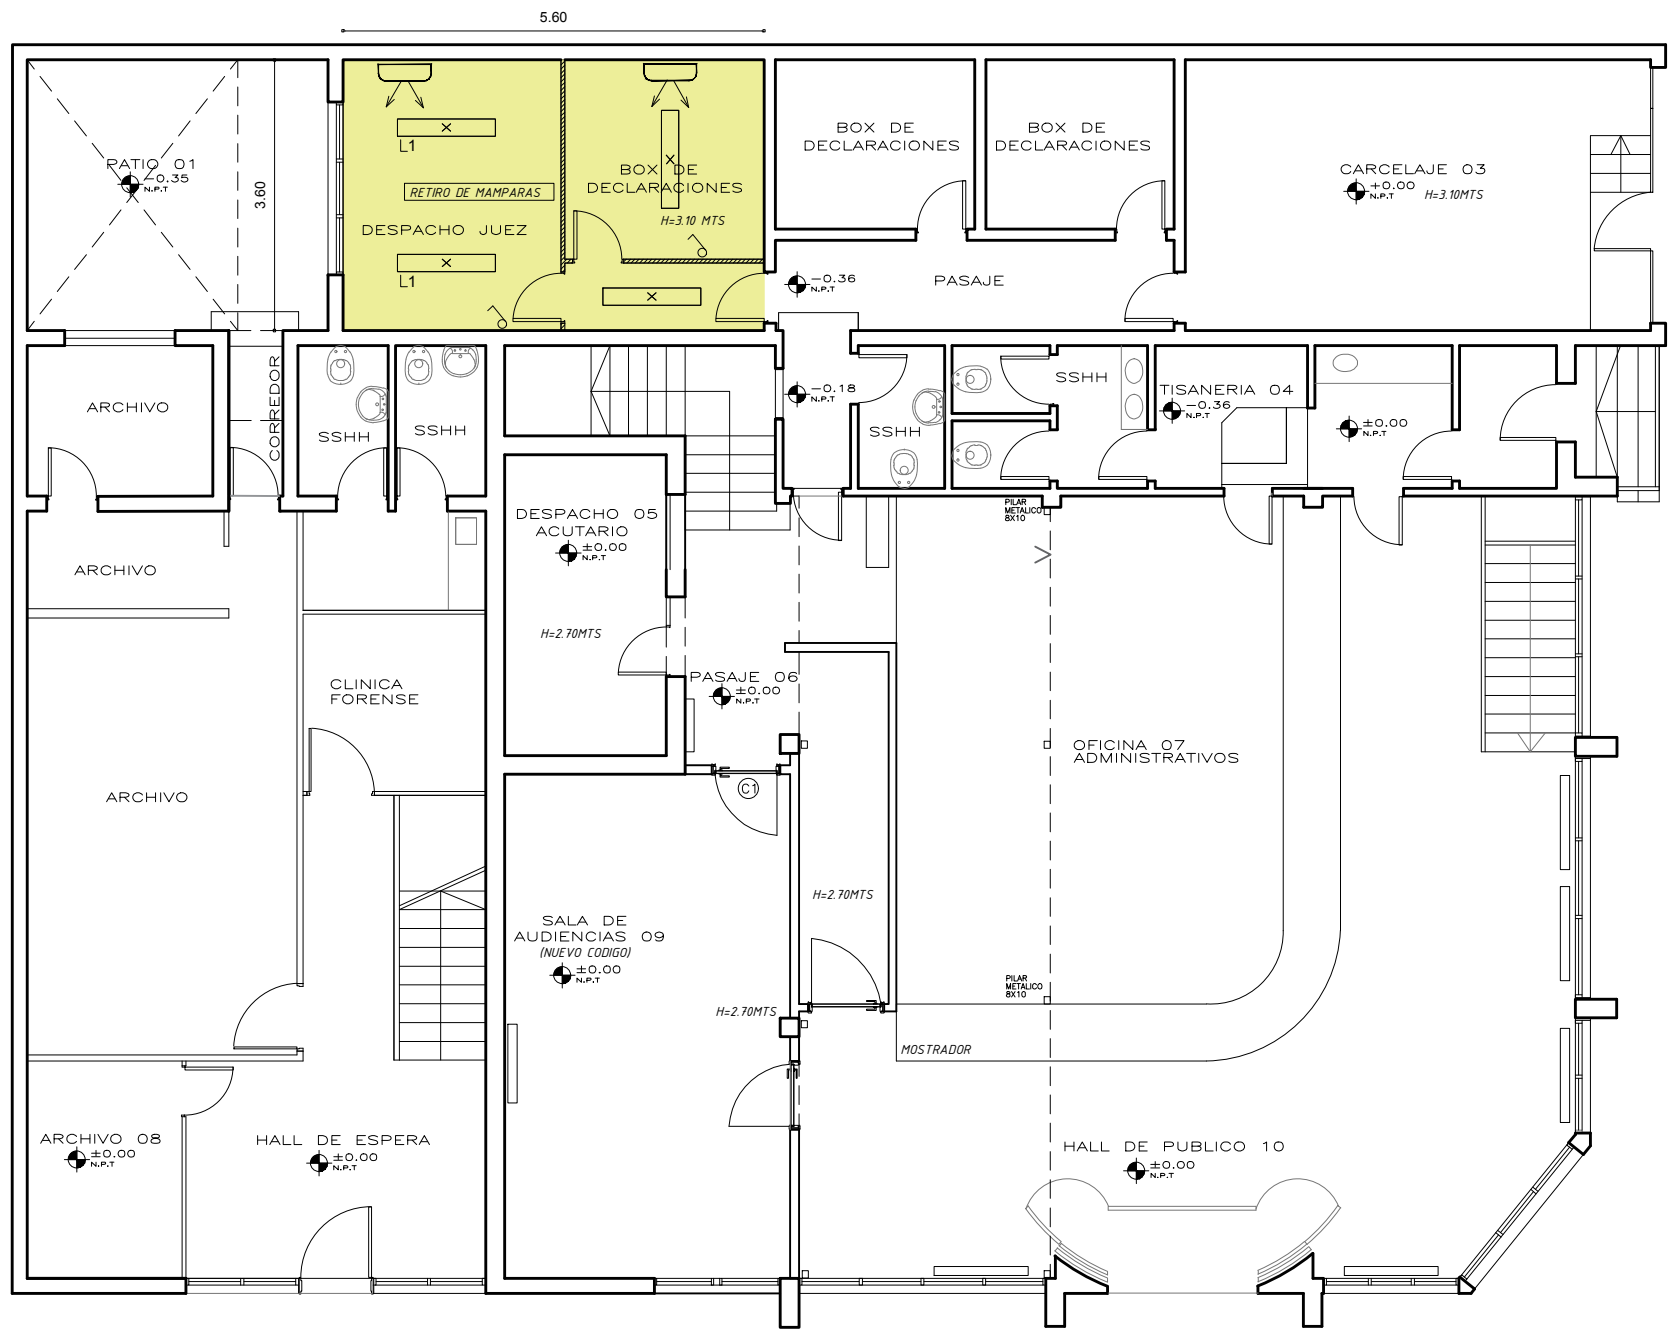 5.60
PATIO 01
-0.35
N.P.T
3.60
L1
RETIRO DE MAMPARAS
DESPACHO JUEZ
L1
BOX DE
DECLARACIONES
H=3.10 MTS
BOX DE
DECLARACIONES
BOX DE
DECLARACIONES
CARCELAJE 03
+0.00
N.P.T
H=3.10MTS
-0.36
N.P.T
PASAJE
ARCHIVO
CORREDOR
SSHH
SSHH
-0.18
N.P.T
SSHH
SSHH
TISANERIA 04
-0.36
N.P.T
±0.00
N.P.T
DESPACHO 05
ACUTARIO
±0.00
N.P.T
H=2.70MTS
PILAR
METALICO
8X10
ARCHIVO
CLINICA
FORENSE
PASAJE 06
±0.00
N.P.T
OFICINA 07
ADMINISTRATIVOS
C1
ARCHIVO
H=2.70MTS
SALA DE
AUDIENCIAS 09
(NUEVO CODIGO)
±0.00
N.P.T
H=2.70MTS
PILAR
METALICO
8X10
MOSTRADOR
ARCHIVO 08
±0.00
N.P.T
HALL DE ESPERA
±0.00
N.P.T
HALL DE PUBLICO 10
±0.00
N.P.T